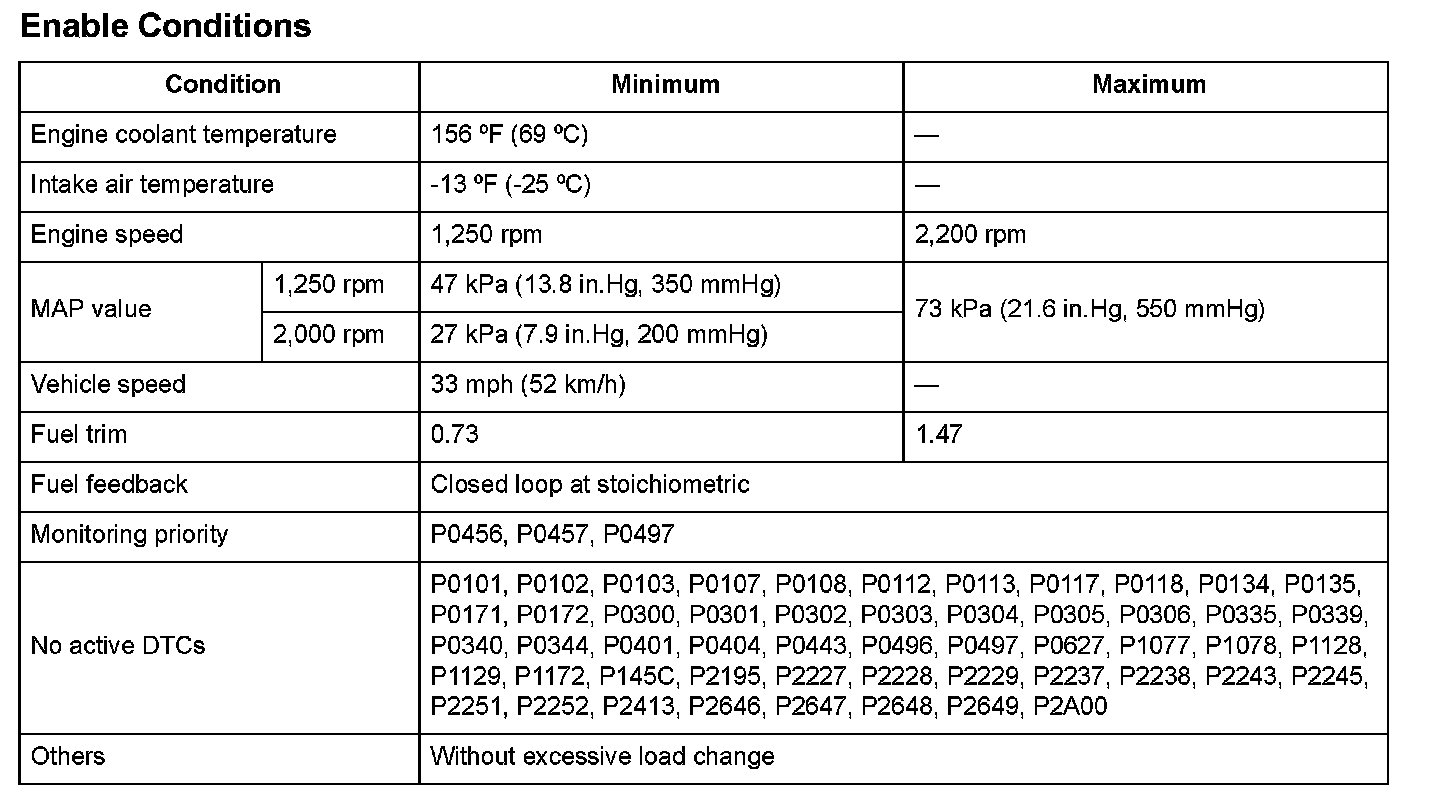 Enable Conditions
Condition Minimum Maximum
Engine coolant temperature 156 ºF (69 ºC) —
Intake air temperature -13 ºF (-25 ºC) —
Engine speed 1,250 rpm 2,200 rpm
MAP value 1,250 rpm 47 kPa (13.8 in.Hg, 350 mmHg) 73 kPa (21.6 in.Hg, 550 mmHg)
2,000 rpm 27 kPa (7.9 in.Hg, 200 mmHg)
Vehicle speed 33 mph (52 km/h) —
Fuel trim 0.73 1.47
Fuel feedback Closed loop at stoichiometric
Monitoring priority P0456, P0457, P0497
No active DTCs P0101, P0102, P0103, P0107, P0108, P0112, P0113, P0117, P0118, P0134, P0135,
P0171, P0172, P0300, P0301, P0302, P0303, P0304, P0305, P0306, P0335, P0339,
P0340, P0344, P0401, P0404, P0443, P0496, P0497, P0627, P1077, P1078, P1128,
P1129, P1172, P145C, P2195, P2227, P2228, P2229, P2237, P2238, P2243, P2245,
P2251, P2252, P2413, P2646, P2647, P2648, P2649, P2A00
Others Without excessive load change